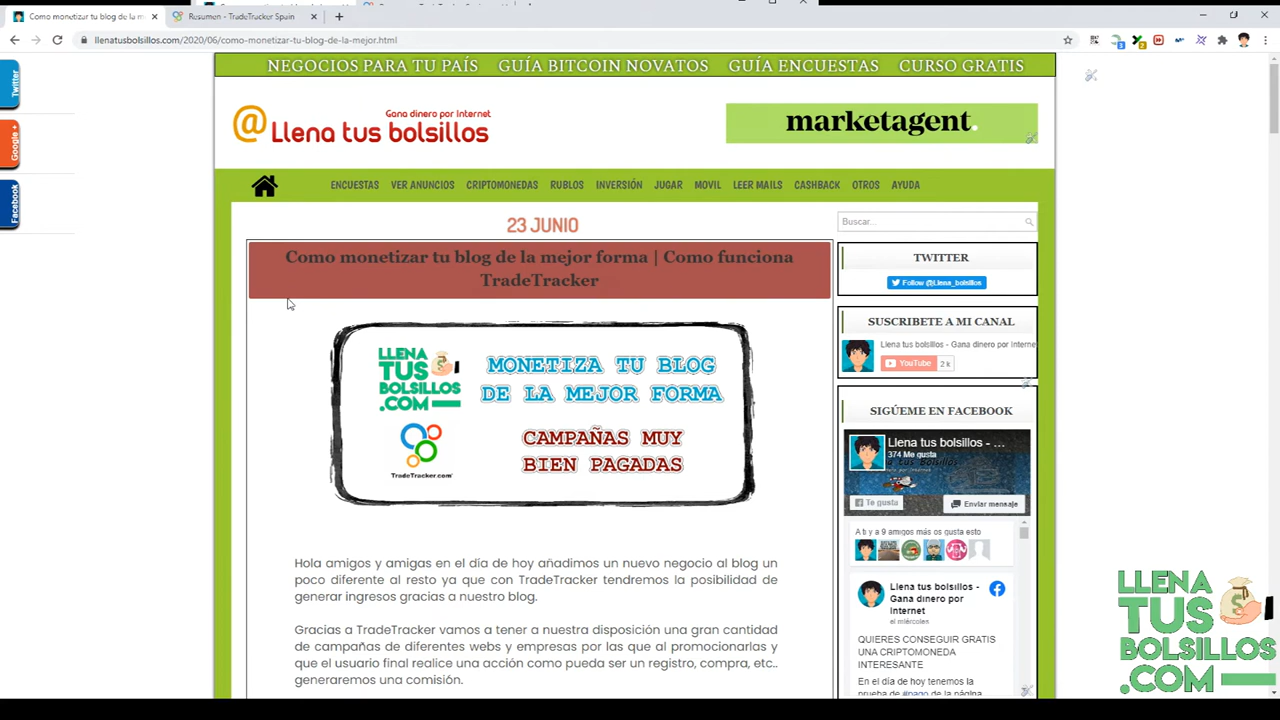 Como monetizar tu blog de la m
Resumen - TradeTracker Spain
llenatusbolsillos.com/2020/06/como-monetizar-tu-blog-de-la-mejor.html
3
2
Twitter
Google +
Facebook
NEGOCIOS PARA TU PAÍS GUÍA BITCOIN NOVATOS GUÍA ENCUESTAS CURSO GRATIS
@
Gana dinero por Internet
Llena tus bolsillos
marketagent.
ENCUESTAS VER ANUNCIOS CRIPTOMONEDAS RUBLOS INVERSIÓN JUGAR MOVIL LEER MAILS CASHBACK OTROS AYUDA
23 JUNIO
Como monetizar tu blog de la mejor forma | Como funciona
TradeTracker
LLENA
TUS
BOLSILLOS
.COM
MONETIZA TU BLOG
DE LA MEJOR FORMA
TradeTracker.com
CAMPAÑAS MUY
BIEN PAGADAS
Hola amigos y amigas en el día de hoy añadimos un nuevo negocio al blog un
poco diferente al resto ya que con TradeTracker tendremos la posibilidad de
generar ingresos gracias a nuestro blog.
Gracias a TradeTracker vamos a tener a nuestra disposición una gran cantidad
de campañas de diferentes webs y empresas por las que al promocionarlas y
que el usuario final realice una acción como pueda ser un registro, compra, etc..
generaremos una comisión.
Buscar...
TWITTER
Follow @Llena_bolsillos
SUSCRIBETE A MI CANAL
Llena tus bolsillos - Gana dinero por Interne
YouTube 2 k
SIGÚEME EN FACEBOOK
Llena tus bolsillos - ...
374 Me gusta
Te gusta
Enviar mensaje
A ti y a 9 amigos más os gusta esto
Llena tus bolsillos -
Gana dinero por
Internet
el miércoles
QUIERES CONSEGUIR GRATIS
UNA CRIPTOMONEDA
INTERESANTE
En el día de hoy tenemos la
prueba de #pago de la página
LLENA
TUS
BOLSILLOS
.COM